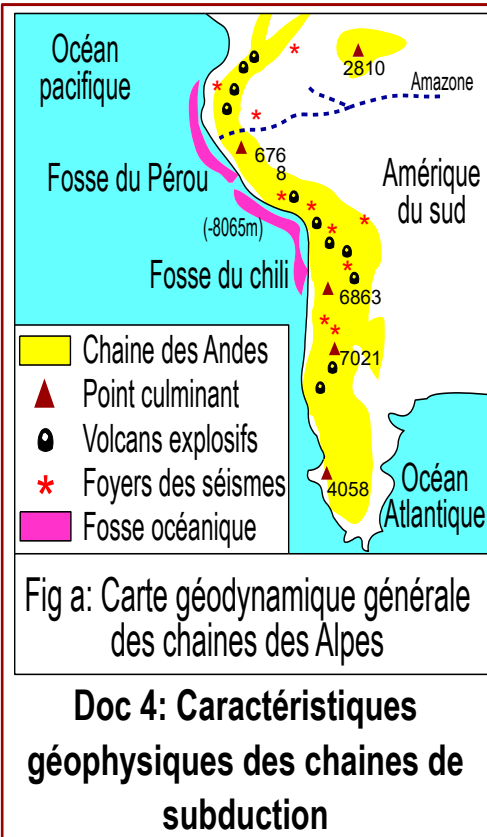 Océan
pacifique
2810
Amazone
676
8
Fosse du Pérou
Amérique
du sud
(-8065m)
Fosse du chili
6863
7021
4058
Océan
Atlantique
Chaine des Andes
Point culminant
Volcans explosifs
Foyers des séismes
Fosse océanique
Fig a: Carte géodynamique générale
des chaines des Alpes
Doc 4: Caractéristiques
géophysiques des chaines de
subduction